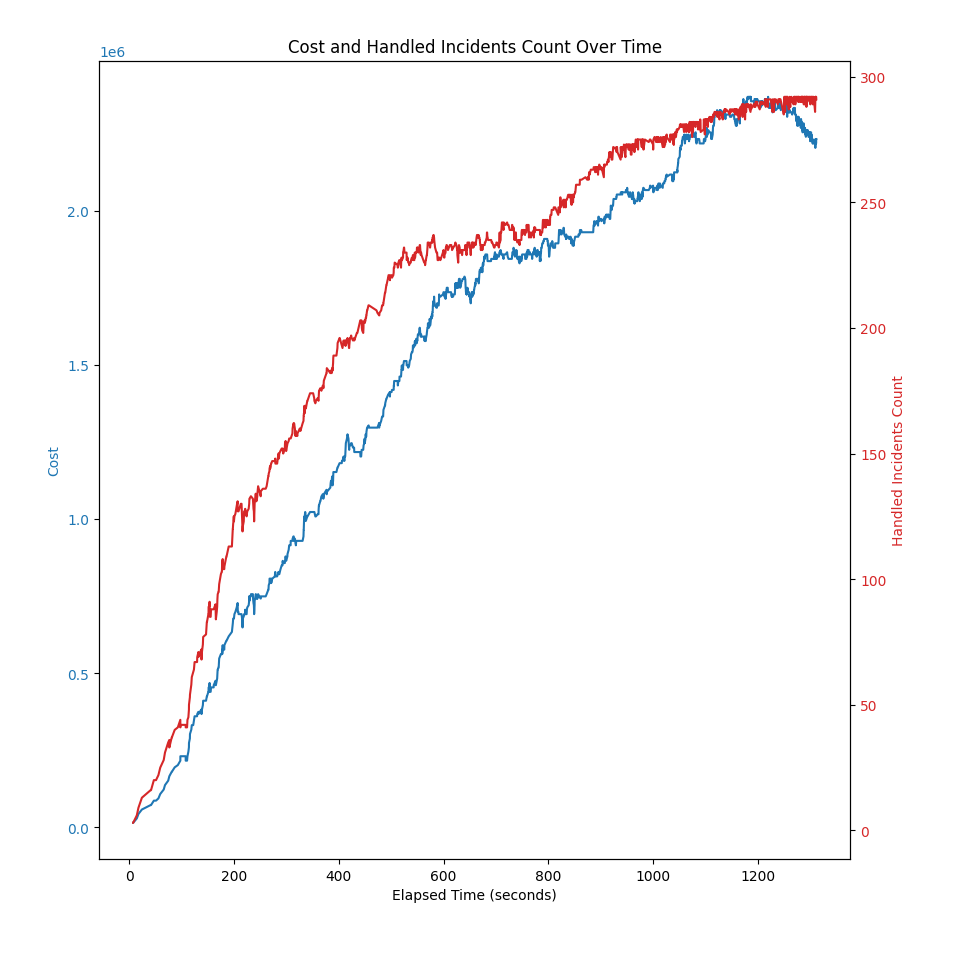 Cost and Handled Incidents Count Over Time
1e6
2.0
1.5
1.0
0.5
0.0
Cost
300
250
200
150
100
50
0
Handled Incidents Count
0 200 400 600 800 1000 1200
Elapsed Time (seconds)